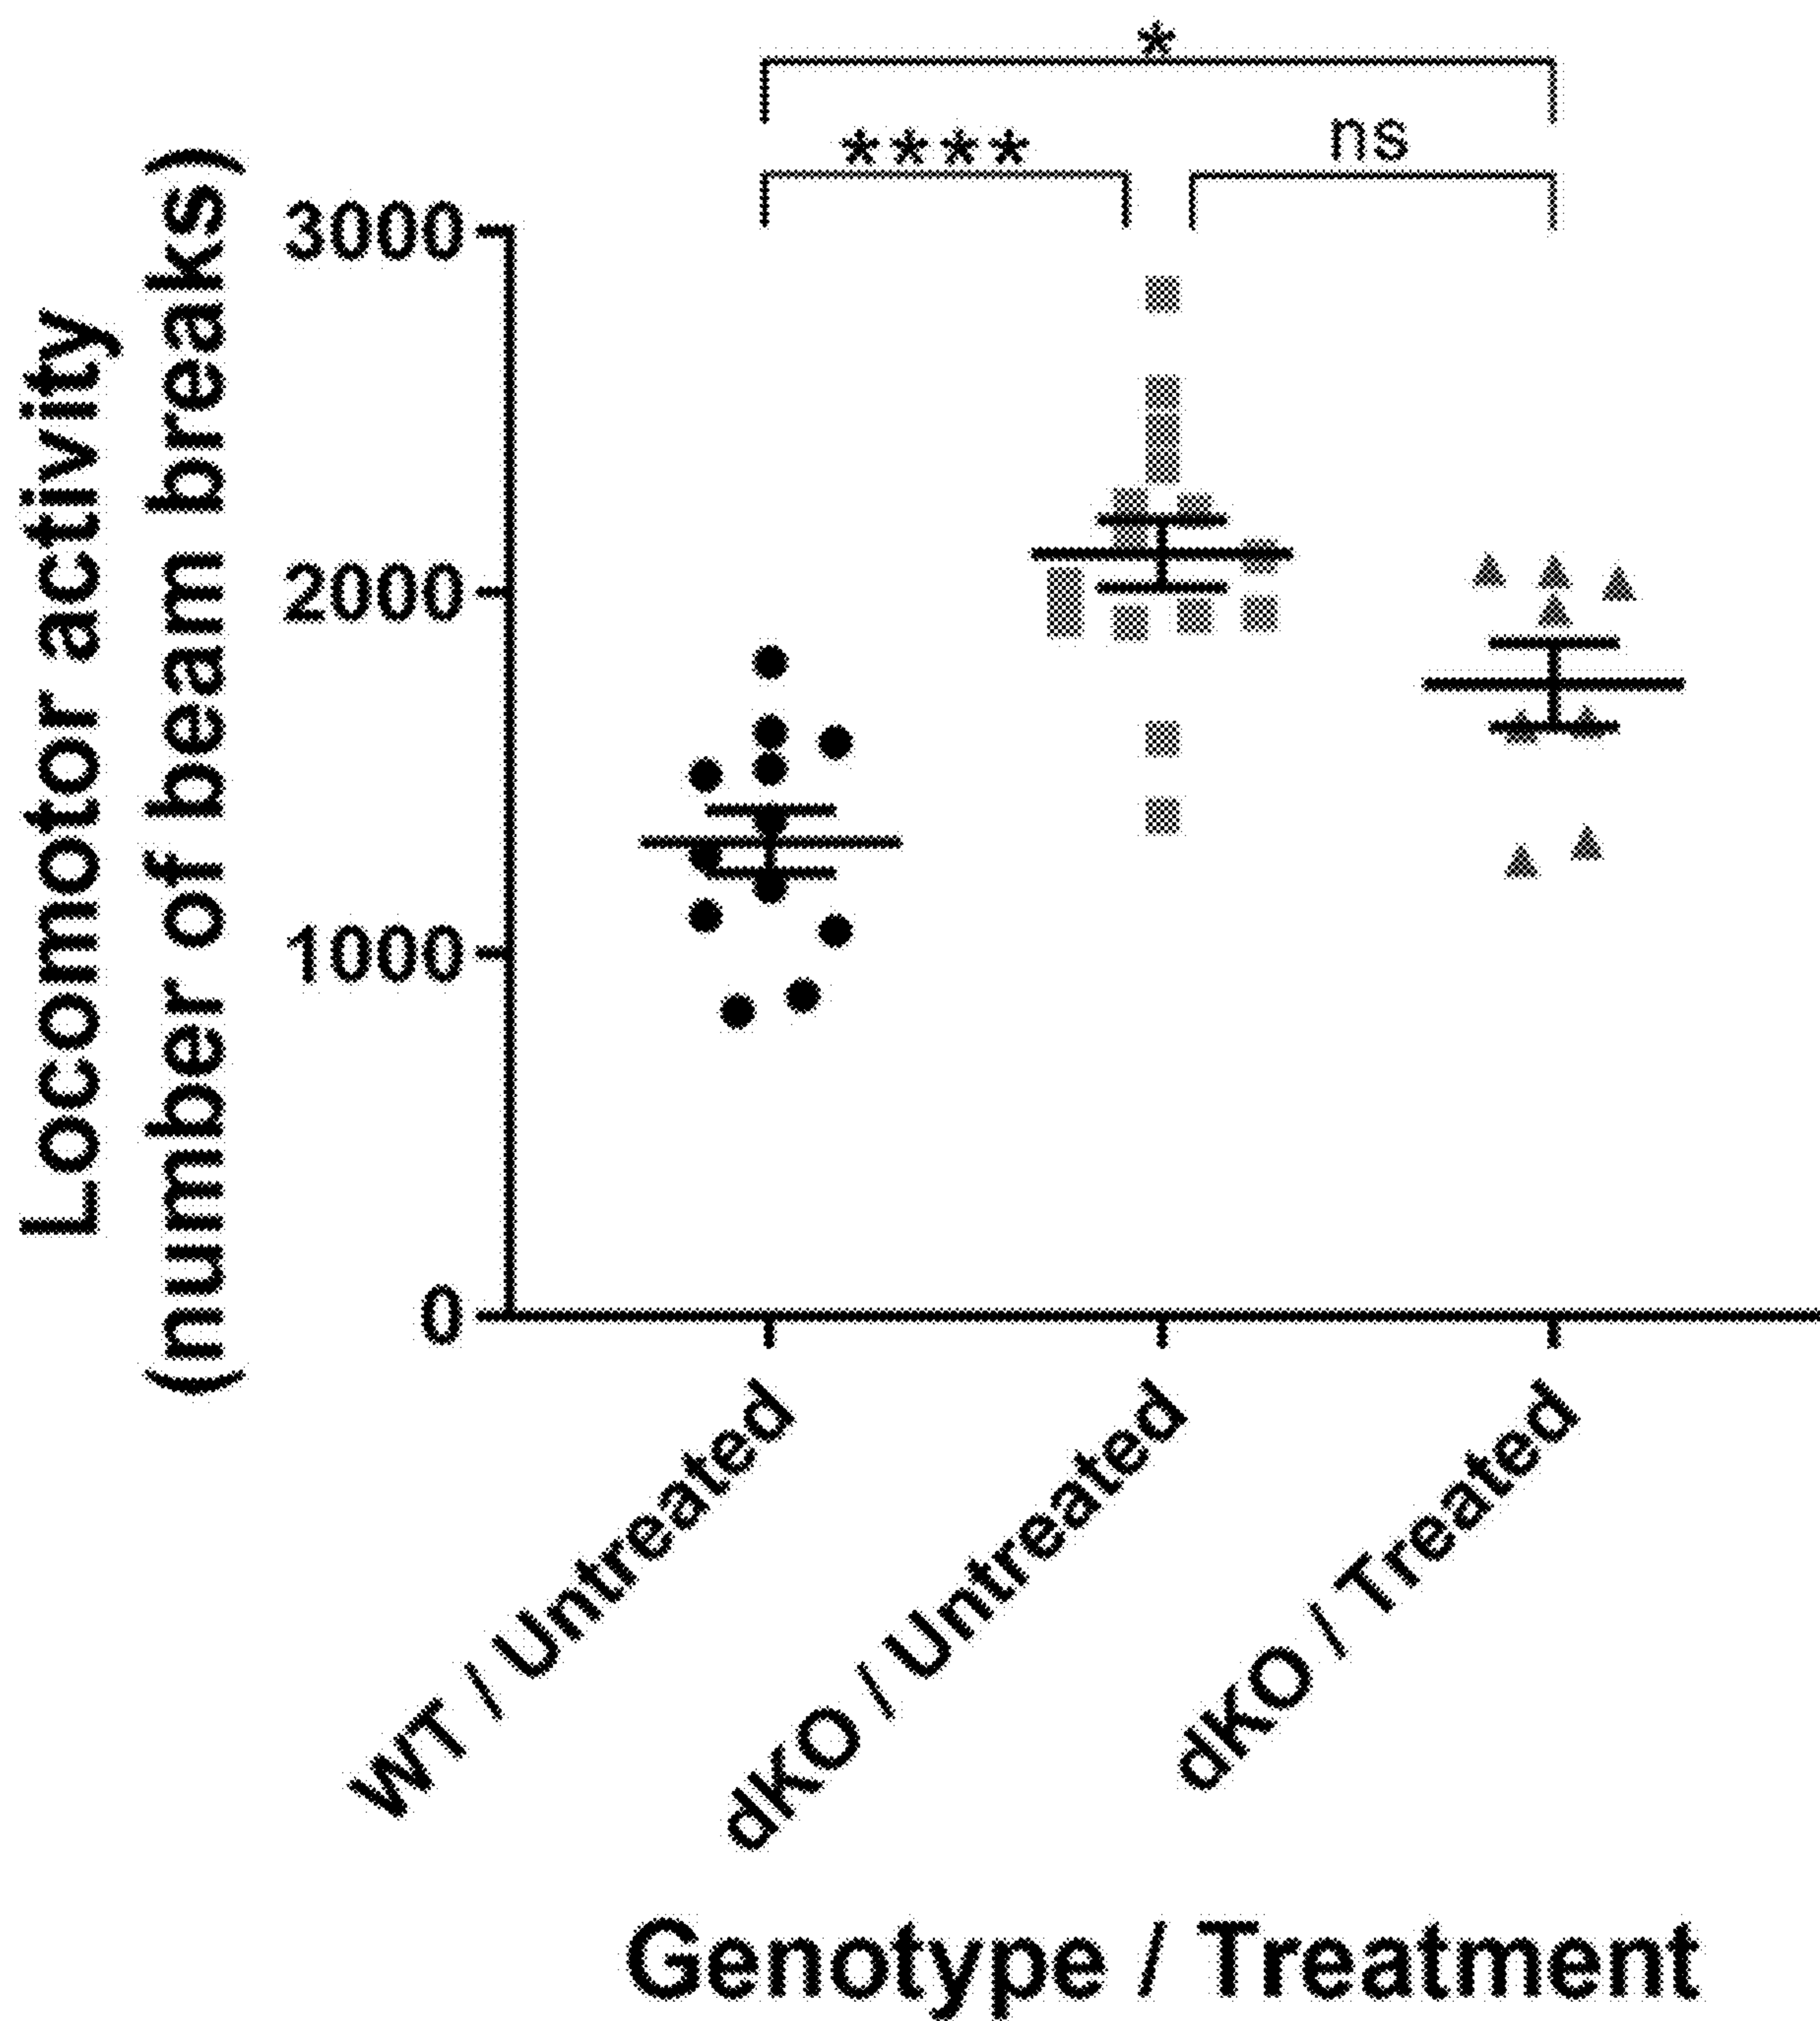 *
**** ns
Locomotor activity
(number of beam breaks)
3000
2000
1000
0
WT / Untreated
dKO / Untreated
dKO / Treated
Genotype / Treatment